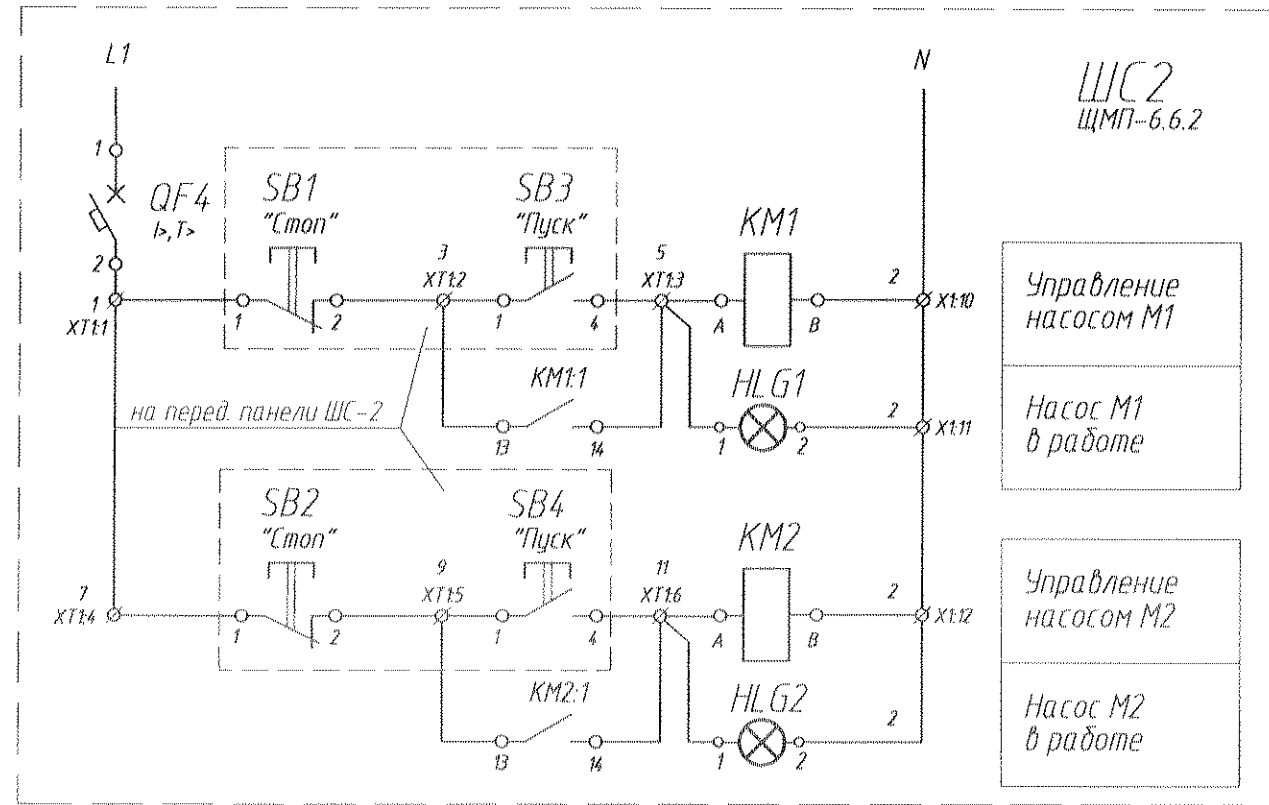 L1
N
ШС2
ЩМП-6.6.2
1
QF4
I>, T>
2
SB1
"Стоп"
SB3
"Пуск"
KM1
1
XT1:1
1
2
3
XT1:2
1
4
5
XT1:3
A
B
2
X1:10
Управление
насосом М1
KM1:1
13
14
HLG1
1
2
2
X1:11
Насос М1
в работе
на перед. панели ШС-2
SB2
"Стоп"
SB4
"Пуск"
KM2
7
XT1:4
1
2
9
XT1:5
1
4
11
XT1:6
A
B
2
X1:12
Управление
насосом М2
KM2:1
13
14
HLG2
1
2
2
Насос М2
в работе